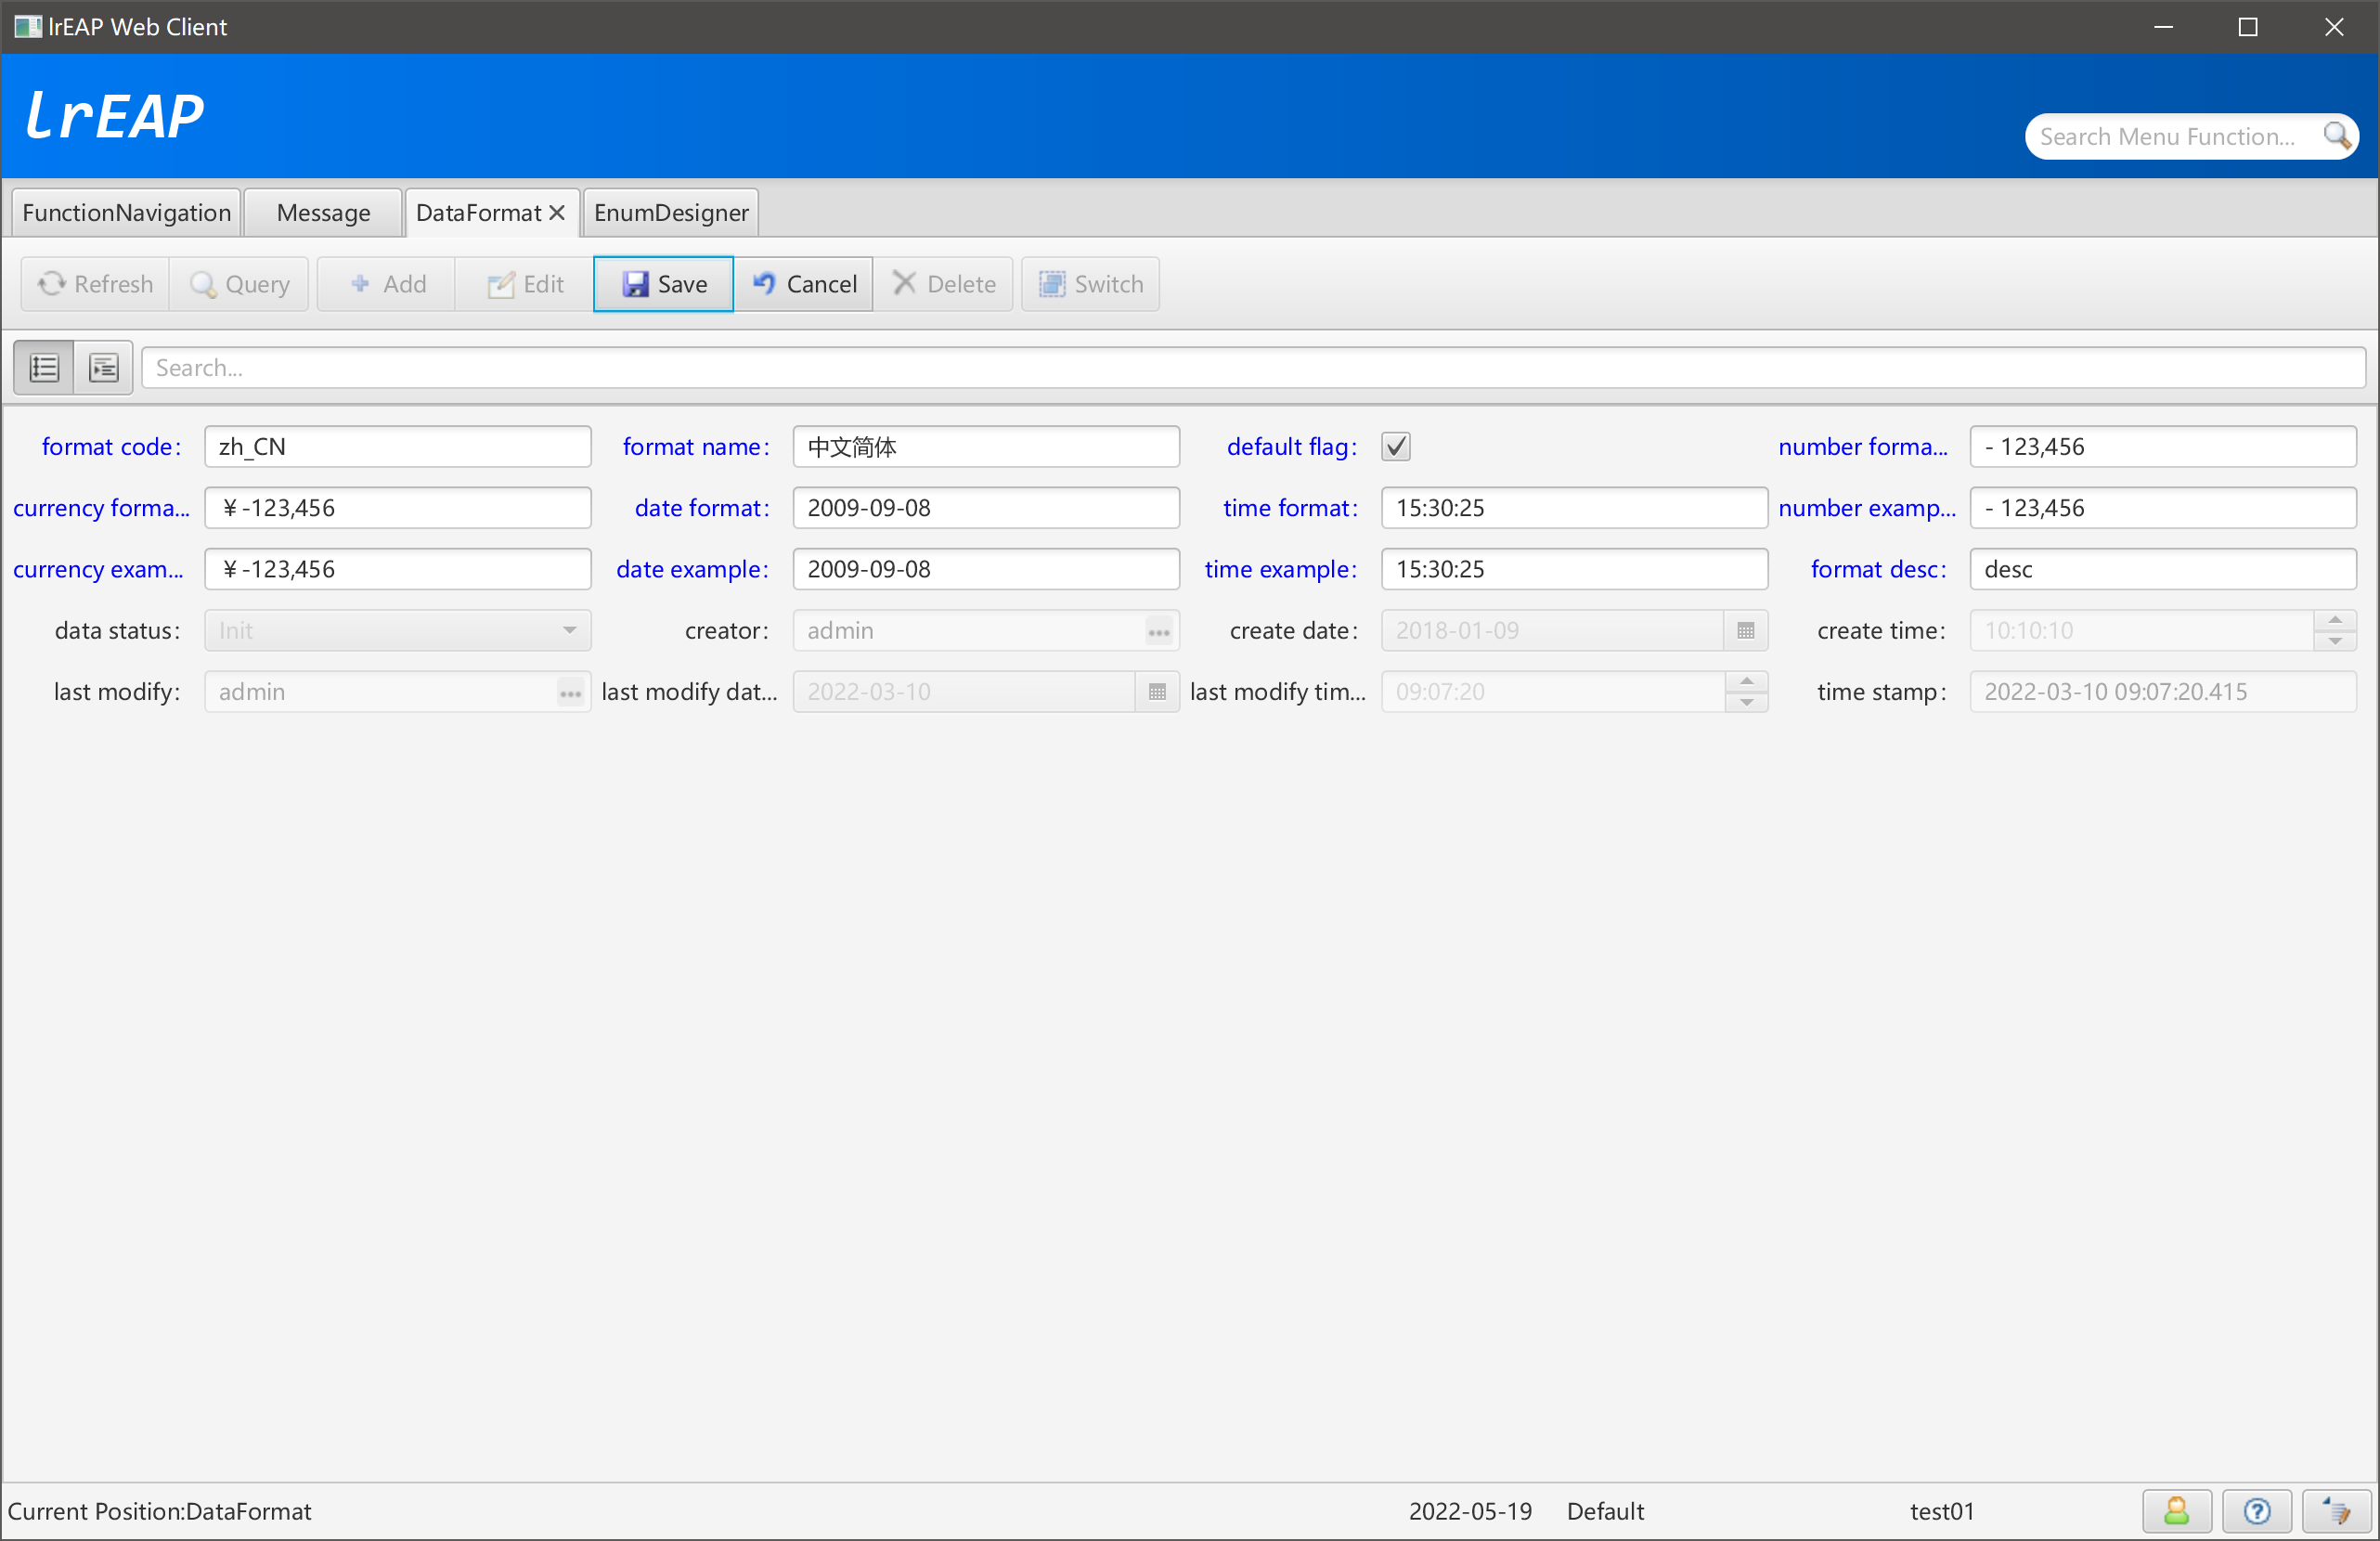 lrEAP Web Client
lrEAP
Search Menu Function...
FunctionNavigation Message DataFormat EnumDesigner
Refresh Query Add Edit Save Cancel Delete Switch
Search...
format code: zh_CN format name: 中文简体 default flag: number forma... - 123,456
currency forma... ￥-123,456 date format: 2009-09-08 time format: 15:30:25 number examp... - 123,456
currency exam... ￥-123,456 date example: 2009-09-08 time example: 15:30:25 format desc: desc
data status: Init creator: admin create date: 2018-01-09 create time: 10:10:10
last modify: admin last modify dat... 2022-03-10 last modify tim... 09:07:20 time stamp: 2022-03-10 09:07:20.415
Current Position:DataFormat 2022-05-19 Default test01